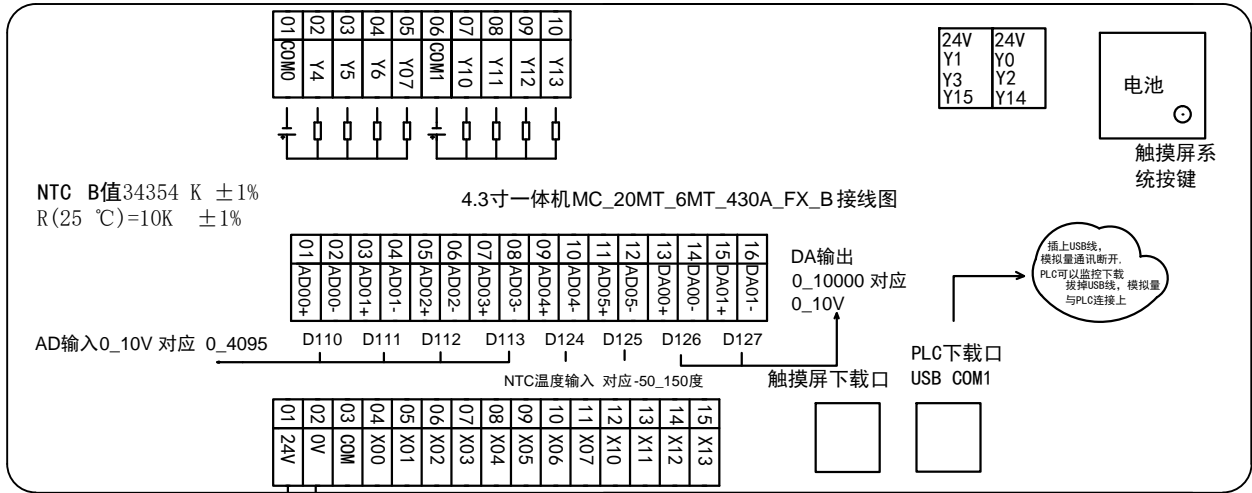 01 02 03 04 05 06 07 08 09 10
COM0 Y4 Y5 Y6 Y07 COM1 Y10 Y11 Y12 Y13
24V 24V
Y1 Y0
Y3 Y2
Y15 Y14
电池
触摸屏系
统按键
NTC B值34354 K ±1%
R(25 ℃)=10K ±1%
4.3寸一体机MC_20MT_6MT_430A_FX_B接线图
01 02 03 04 05 06 07 08 09 10 11 12 13 14 15 16
AD00+ AD00- AD01+ AD01- AD02+ AD02- AD03+ AD03- AD04+ AD04- AD05+ AD05- DA00+ DA00- DA01+ DA01-
DA输出
0_10000 对应
0_10V
插上USB线,
模拟量通讯断开.
PLC可以监控下载
拔掉USB线，模拟量
与PLC连接上
AD输入0_10V 对应 0_4095
D110 D111 D112 D113 D124 D125 D126 D127
NTC温度输入 对应-50_150度
触摸屏下载口
PLC下载口
USB COM1
01 02 03 04 05 06 07 08 09 10 11 12 13 14 15
24V 0V COM X00 X01 X02 X03 X04 X05 X06 X07 X10 X11 X12 X13